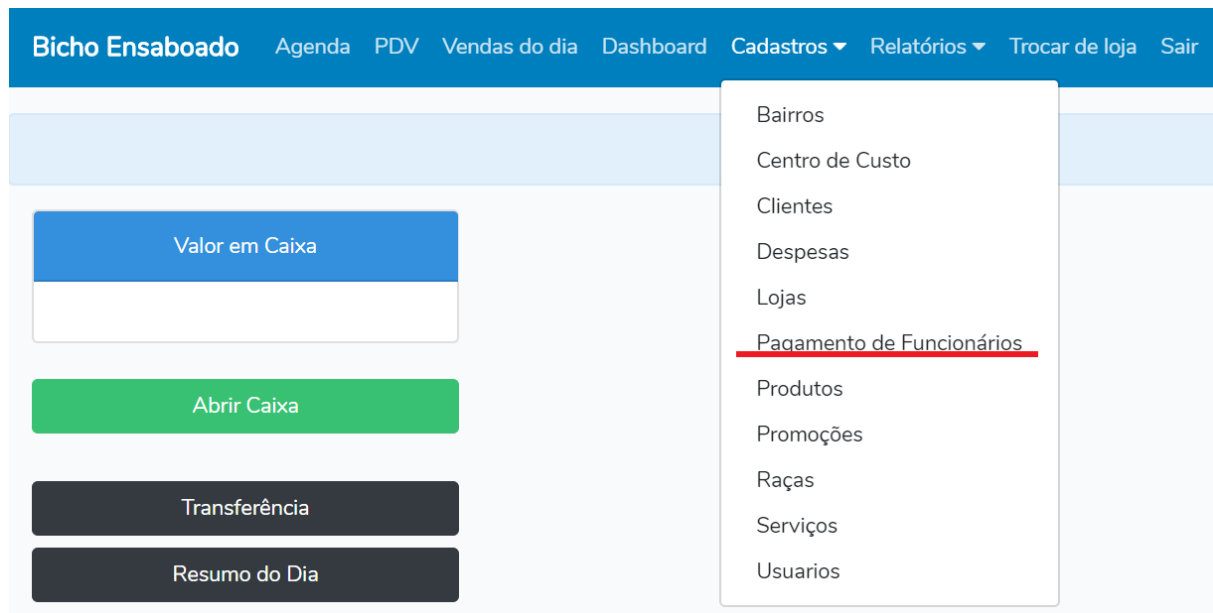 Bicho Ensaboado Agenda PDV Vendas do dia Dashboard Cadastros Relatórios Trocar de loja Sair
Bairros
Centro de Custo
Clientes
Despesas
Lojas
Pagamento de Funcionários
Produtos
Promoções
Raças
Serviços
Usuarios
Valor em Caixa
Abrir Caixa
Transferência
Resumo do Dia